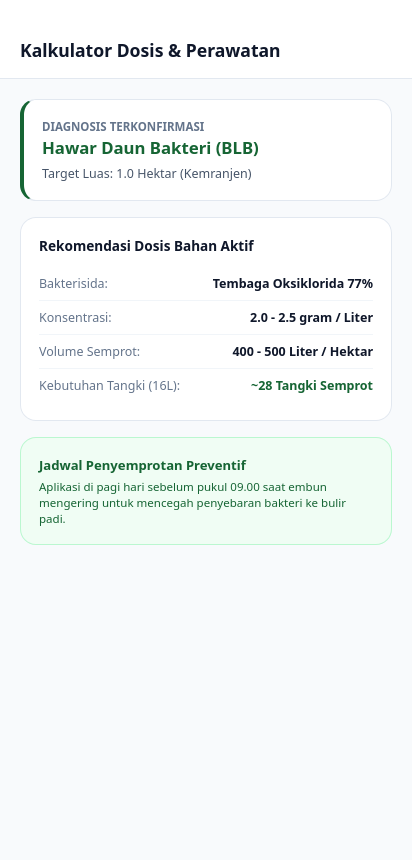 Kalkulator Dosis & Perawatan
DIAGNOSIS TERKONFIRMASI
Hawar Daun Bakteri (BLB)
Target Luas: 1.0 Hektar (Kemranjen)
Rekomendasi Dosis Bahan Aktif
Bakterisida: Tembaga Oksiklorida 77%
Konsentrasi: 2.0 - 2.5 gram / Liter
Volume Semprot: 400 - 500 Liter / Hektar
Kebutuhan Tangki (16L): ~28 Tangki Semprot
Jadwal Penyemprotan Preventif
Aplikasi di pagi hari sebelum pukul 09.00 saat embun
mengering untuk mencegah penyebaran bakteri ke bulir
padi.